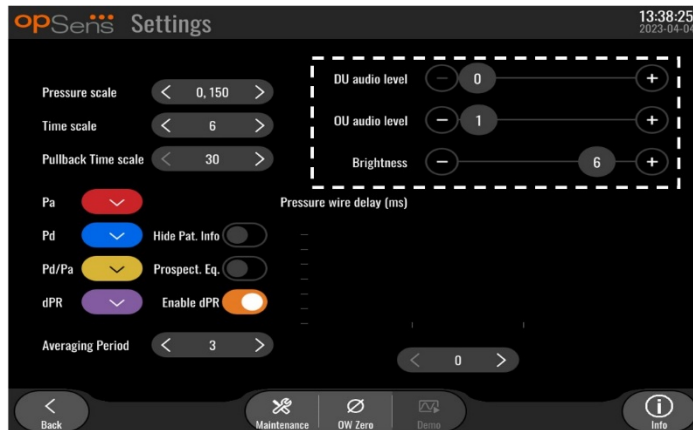 opSens Settings
13:38:25
2023-04-04
Pressure scale < 0, 150 >
Time scale < 6 >
Pullback Time scale < 30 >
DU audio level − 0 +
OU audio level − 1 +
Brightness − 6 +
Pa
Pressure wire delay (ms)
Pd Hide Pat. Info
Pd/Pa Prospect. Eq.
dPR Enable dPR
Averaging Period < 3 >
< 0 >
Back Maintenance OW Zero Demo Info